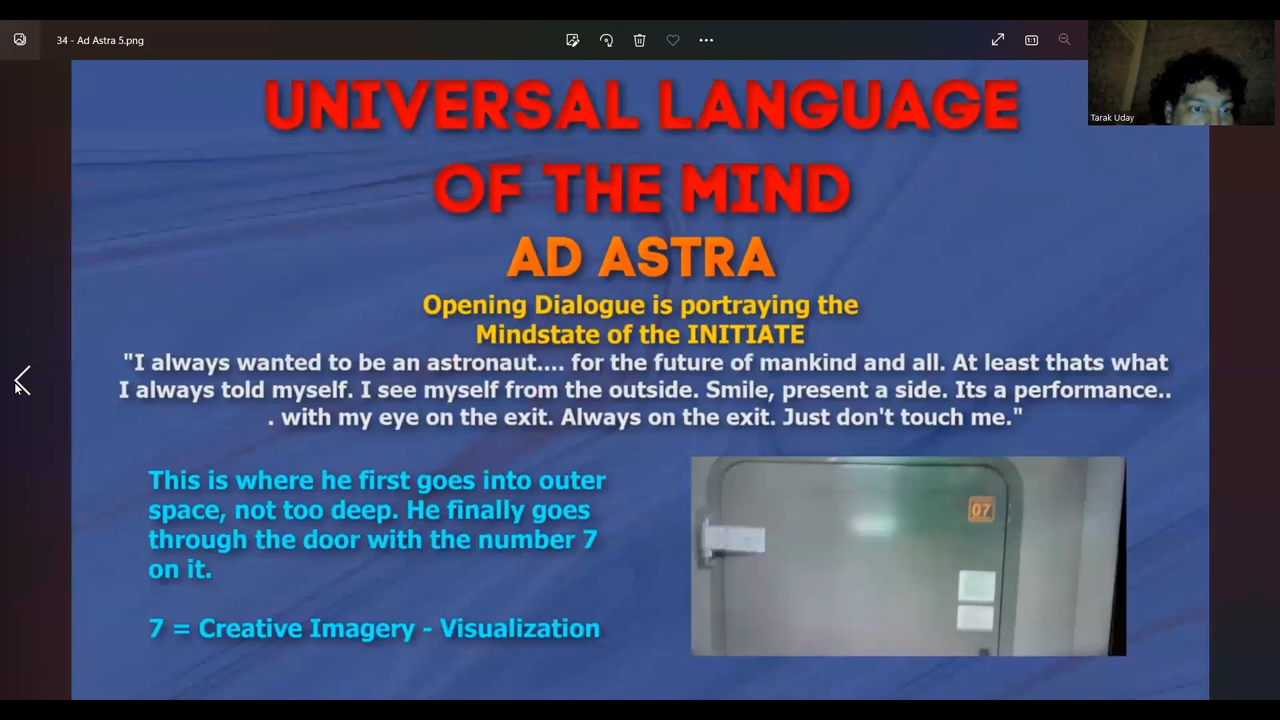 34 - Ad Astra 5.png
Tarak Uday
UNIVERSAL LANGUAGE
OF THE MIND
AD ASTRA
Opening Dialogue is portraying the
Mindstate of the INITIATE
"I always wanted to be an astronaut.... for the future of mankind and all. At least thats what
I always told myself. I see myself from the outside. Smile, present a side. Its a performance..
. with my eye on the exit. Always on the exit. Just don't touch me."
This is where he first goes into outer
space, not too deep. He finally goes
through the door with the number 7
on it.
7 = Creative Imagery - Visualization
07